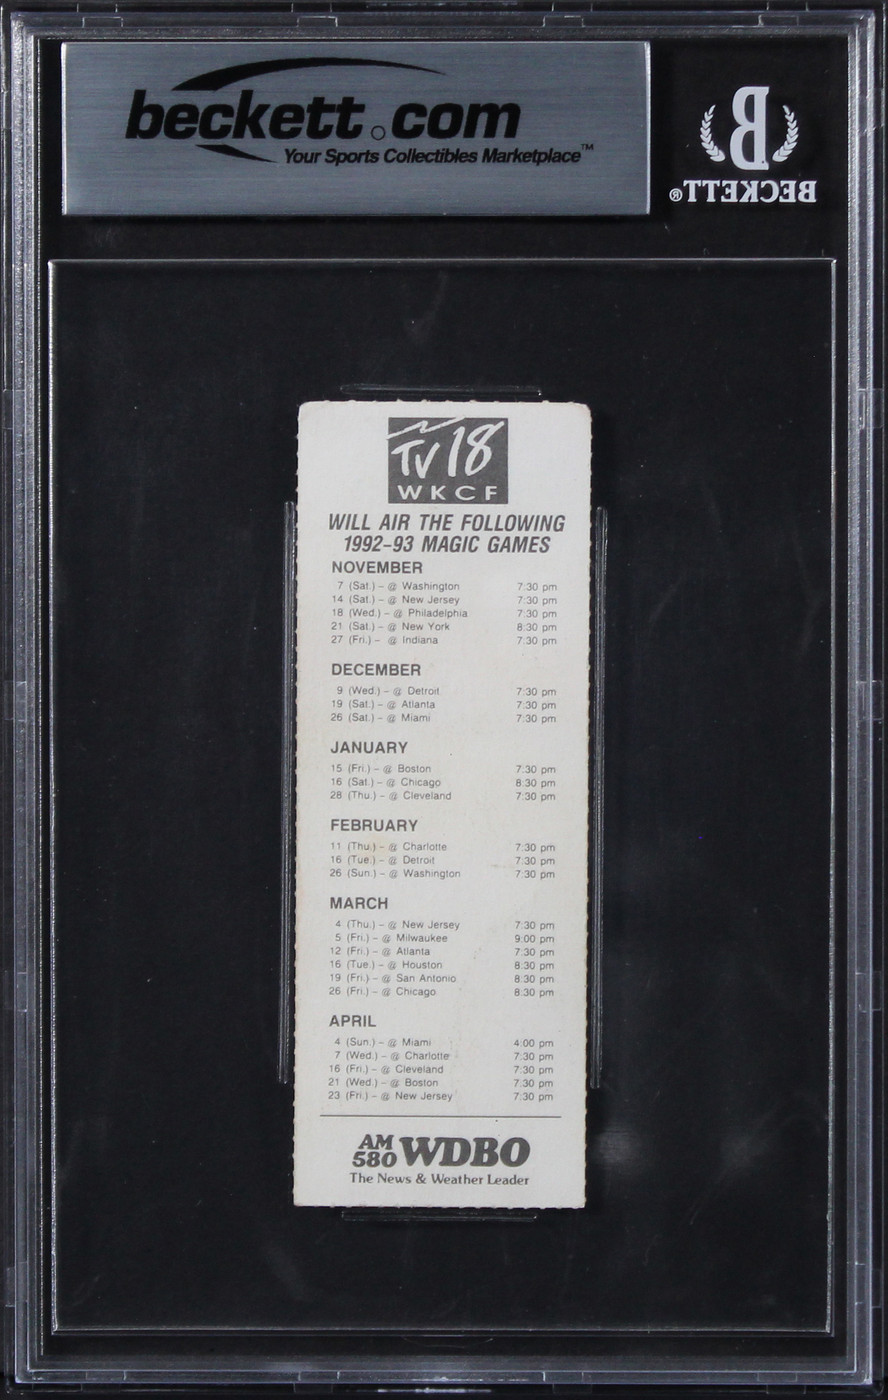 beckett.com
Your Sports Collectibles Marketplace™
B
BECKETT®
TV18
WKCF
WILL AIR THE FOLLOWING
1992-93 MAGIC GAMES
NOVEMBER
7 (Sat.) - @ Washington 7:30 pm
14 (Sat.) - @ New Jersey 7:30 pm
18 (Wed.) - @ Philadelphia 7:30 pm
21 (Sat.) - @ New York 8:30 pm
27 (Fri.) - @ Indiana 7:30 pm
DECEMBER
9 (Wed.) - @ Detroit 7:30 pm
19 (Sat.) - @ Atlanta 7:30 pm
26 (Sat.) - @ Miami 7:30 pm
JANUARY
15 (Fri.) - @ Boston 7:30 pm
16 (Sat.) - @ Chicago 8:30 pm
28 (Thu.) - @ Cleveland 7:30 pm
FEBRUARY
11 (Thu.) - @ Charlotte 7:30 pm
16 (Tue.) - @ Detroit 7:30 pm
26 (Sun.) - @ Washington 7:30 pm
MARCH
4 (Thu.) - @ New Jersey 7:30 pm
5 (Fri.) - @ Milwaukee 9:00 pm
12 (Fri.) - @ Atlanta 7:30 pm
16 (Tue.) - @ Houston 8:30 pm
19 (Fri.) - @ San Antonio 8:30 pm
26 (Fri.) - @ Chicago 8:30 pm
APRIL
4 (Sun.) - @ Miami 4:00 pm
7 (Wed.) - @ Charlotte 7:30 pm
16 (Fri.) - @ Cleveland 7:30 pm
21 (Wed.) - @ Boston 7:30 pm
23 (Fri.) - @ New Jersey 7:30 pm
AM 580 WDBO
The News & Weather Leader